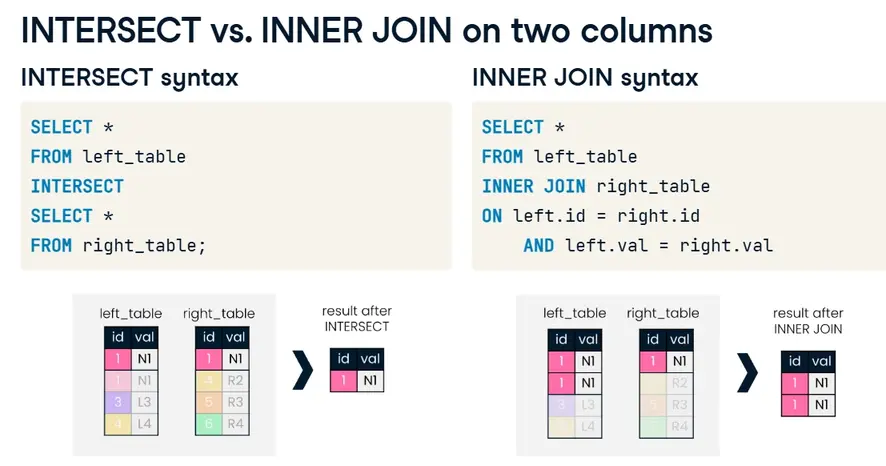 INTERSECT vs. INNER JOIN on two columns
INTERSECT syntax
SELECT *
FROM left_table
INTERSECT
SELECT *
FROM right_table;
left_table
id val
1 N1
1 N1
3 L3
4 L4
right_table
id val
1 N1
4 R2
5 R3
6 R4
result after
INTERSECT
id val
1 N1
INNER JOIN syntax
SELECT *
FROM left_table
INNER JOIN right_table
ON left.id = right.id
AND left.val = right.val
left_table
id val
1 N1
1 N1
3 L3
L4
right_table
id val
1 N1
R2
5 R3
R4
result after
INNER JOIN
id val
1 N1
1 N1